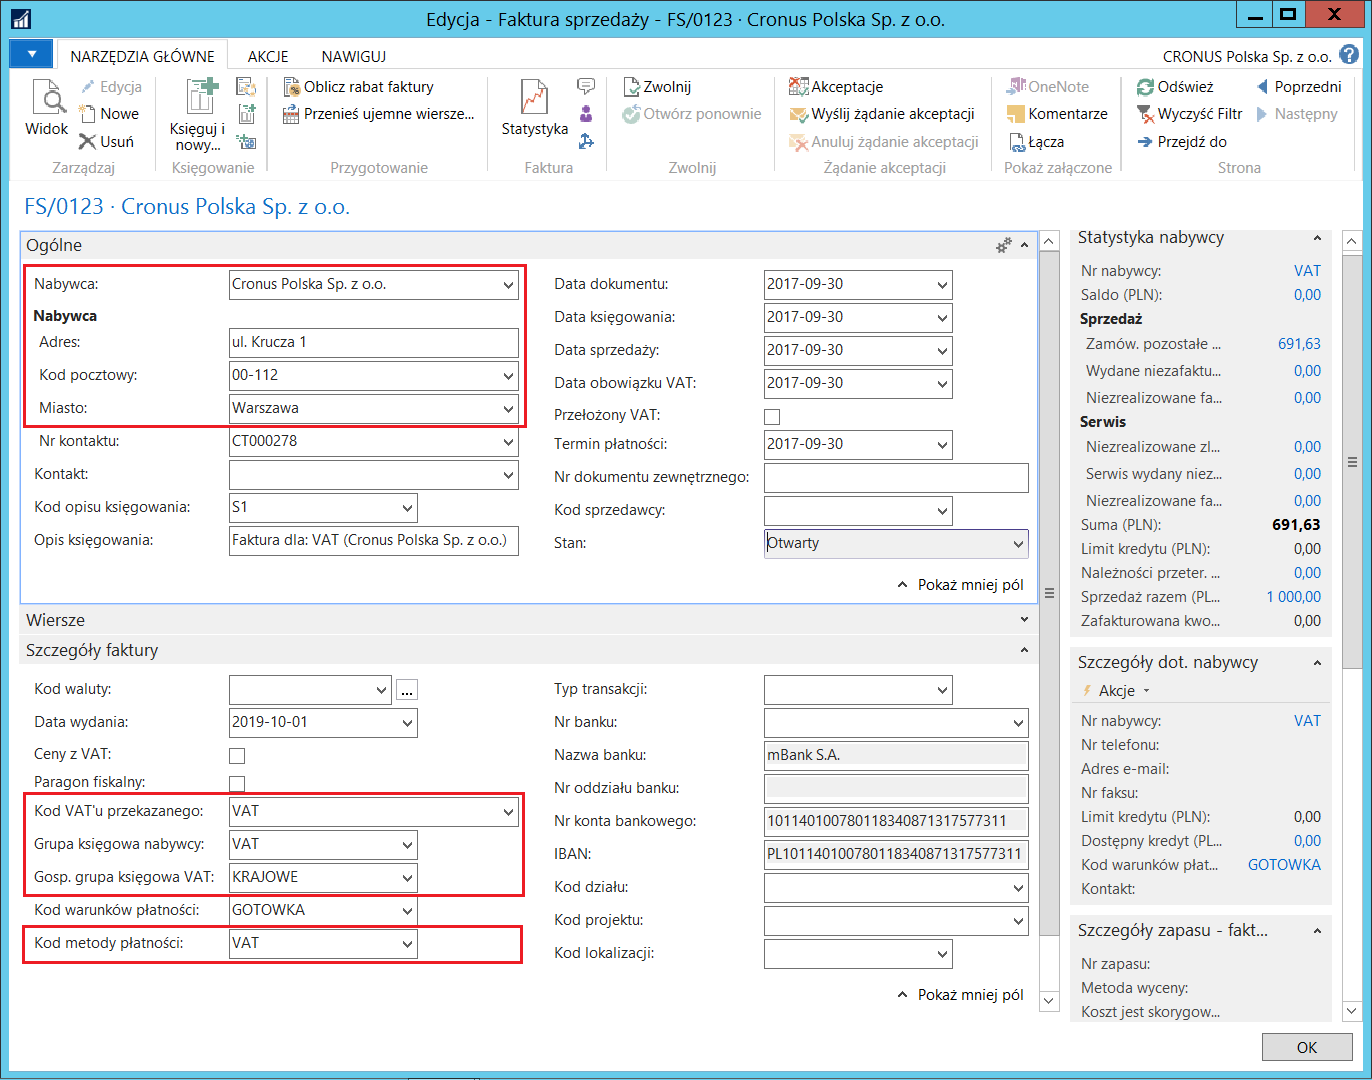 Edycja - Faktura sprzedaży - FS/0123 · Cronus Polska Sp. z o.o.
NARZĘDZIA GŁÓWNE AKCJE NAWIGUJ CRONUS Polska Sp. z o.o.
Widok
Edycja
Nowe
Usuń
Zarządzaj
Księguj i nowy...
Księgowanie
Oblicz rabat faktury
Przenieś ujemne wiersze...
Przygotowanie
Statystyka
Faktura
Zwolnij
Otwórz ponownie
Zwolnij
Akceptacje
Wyślij żądanie akceptacji
Anuluj żądanie akceptacji
Żądanie akceptacji
OneNote
Komentarze
Łącza
Pokaż załączone
Odśwież
Wyczyść Filtr
Przejdź do
Poprzedni
Następny
Strona
FS/0123 · Cronus Polska Sp. z o.o.
Ogólne
Nabywca: Cronus Polska Sp. z o.o.
Nabywca
Adres: ul. Krucza 1
Kod pocztowy: 00-112
Miasto: Warszawa
Nr kontaktu: CT000278
Kontakt:
Kod opisu księgowania: S1
Opis księgowania: Faktura dla: VAT (Cronus Polska Sp. z o.o.)
Data dokumentu: 2017-09-30
Data księgowania: 2017-09-30
Data sprzedaży: 2017-09-30
Data obowiązku VAT: 2017-09-30
Przełożony VAT:
Termin płatności: 2017-09-30
Nr dokumentu zewnętrznego:
Kod sprzedawcy:
Stan: Otwarty
Pokaż mniej pól
Wiersze
Szczegóły faktury
Kod waluty: ...
Data wydania: 2019-10-01
Ceny z VAT:
Paragon fiskalny:
Kod VAT'u przekazanego: VAT
Grupa księgowa nabywcy: VAT
Gosp. grupa księgowa VAT: KRAJOWE
Kod warunków płatności: GOTOWKA
Kod metody płatności: VAT
Typ transakcji:
Nr banku:
Nazwa banku: mBank S.A.
Nr oddziału banku:
Nr konta bankowego: 10114010078011834087131757​7311
IBAN: PL101140100780118340871317577311
Kod działu:
Kod projektu:
Kod lokalizacji:
Pokaż mniej pól
Statystyka nabywcy
Nr nabywcy: VAT
Saldo (PLN): 0,00
Sprzedaż
Zamów. pozostałe ... 691,63
Wydane niezafaktu... 0,00
Niezrealizowane fa... 0,00
Serwis
Niezrealizowane zl... 0,00
Serwis wydany niez... 0,00
Niezrealizowane fa... 0,00
Suma (PLN): 691,63
Limit kredytu (PLN): 0,00
Należności przeter. ... 0,00
Sprzedaż razem (PL... 1 000,00
Zafakturowana kwo... 0,00
Szczegóły dot. nabywcy
Akcje
Nr nabywcy: VAT
Nr telefonu:
Adres e-mail:
Nr faksu:
Limit kredytu (PLN): 0,00
Dostępny kredyt (PL... 0,00
Kod warunków płat... GOTOWKA
Kontakt:
Szczegóły zapasu - fakt...
Nr zapasu:
Metoda wyceny:
Koszt jest skorygow...
OK